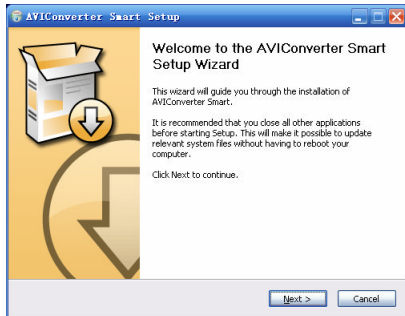 AVIConverter Smart Setup
Welcome to the AVIConverter Smart
Setup Wizard
This wizard will guide you through the installation of
AVIConverter Smart.
It is recommended that you close all other applications
before starting Setup. This will make it possible to update
relevant system files without having to reboot your
computer.
Click Next to continue.
Next >
Cancel